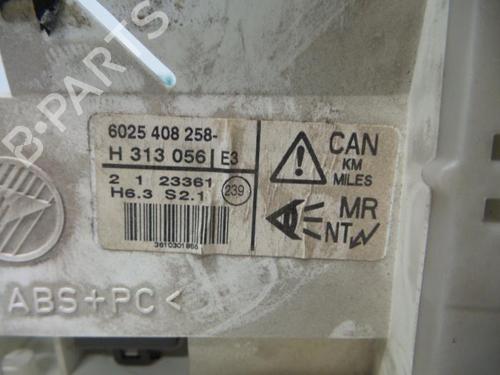 6025 408 258-
H 313 056 E3
2 1 23361
H6.3 S2.1
239
3610301866
CAN
KM
MILES
MR
NT
ABS+PC<
B-Parts